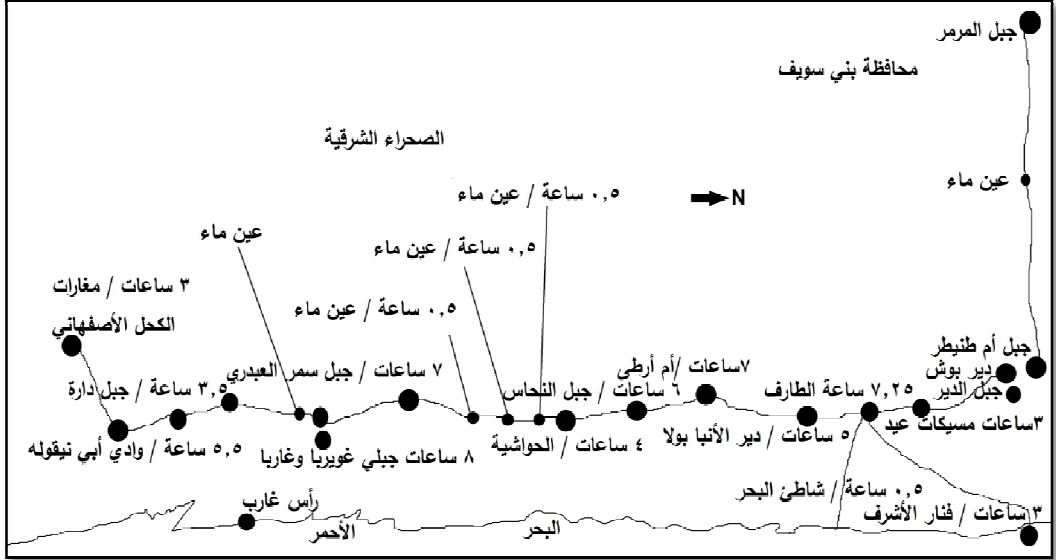 جبل المرمر
محافظة بني سويف
الصحراء الشرقية
عين ماء
٠,٥ ساعة / عين ماء
N
عين ماء
٠,٥ ساعة / عين ماء
٣ ساعات / مغارات
الكحل الأصفهاني
٠,٥ ساعة / عين ماء
جبل أم طنيطر
دير بوش
٧ساعات /أم أرطى
٧ ساعات / جبل سمر العبدري
٣,٥ ساعة / جبل دارة
٦ ساعات / جبل النحاس
٧,٢٥ ساعة الطارف
جبل الدير
٣ساعات مسيكات عيد
٥ ساعات / دير الأنبا بولا
٤ ساعات / الحواشية
٥,٥ ساعة / وادي أبي نيقوله
٨ ساعات جبلي غويربا وغاربا
٠,٥ ساعة / شاطئ البحر
رأس غارب
١٣ساعات / فنار الأشرف
البحر
الأحمر